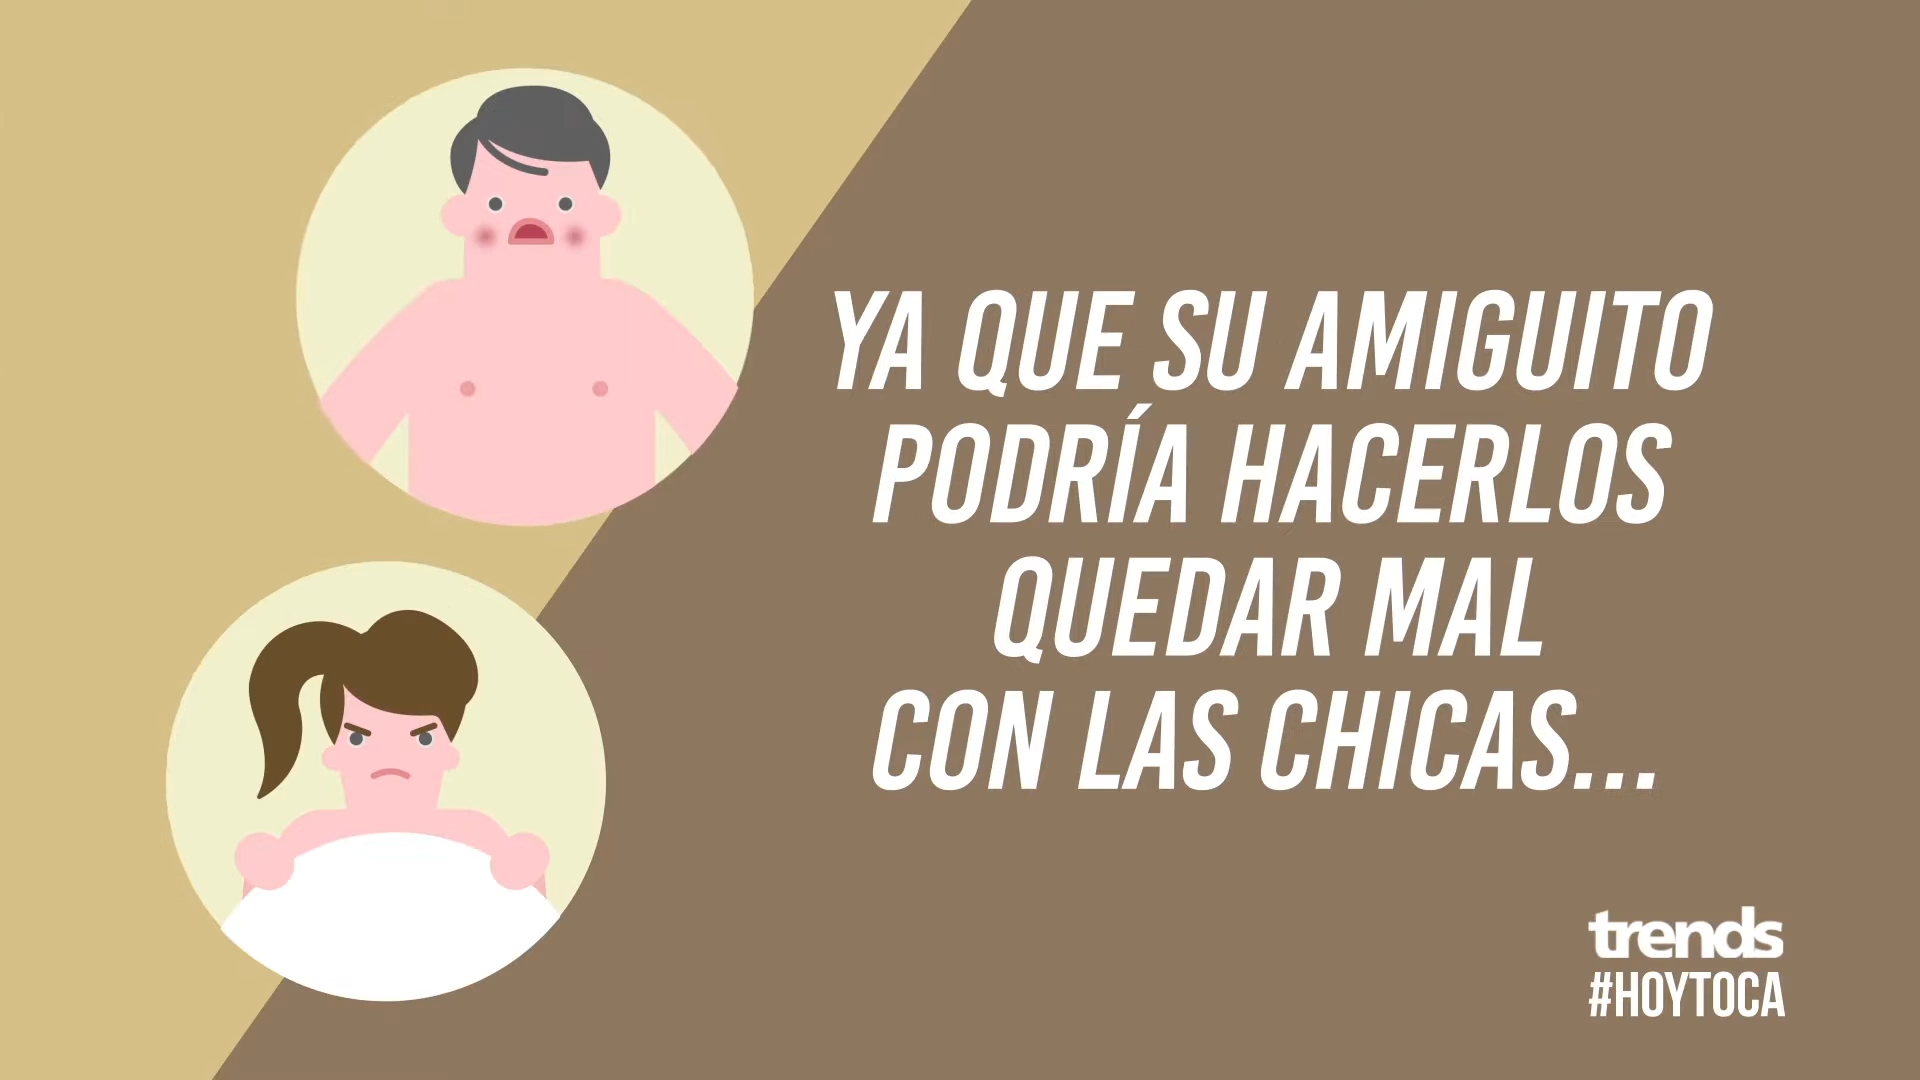 YA QUE SU AMIGUITO
PODRÍA HACERLOS
QUEDAR MAL
CON LAS CHICAS...
trends
#HOYTOCA